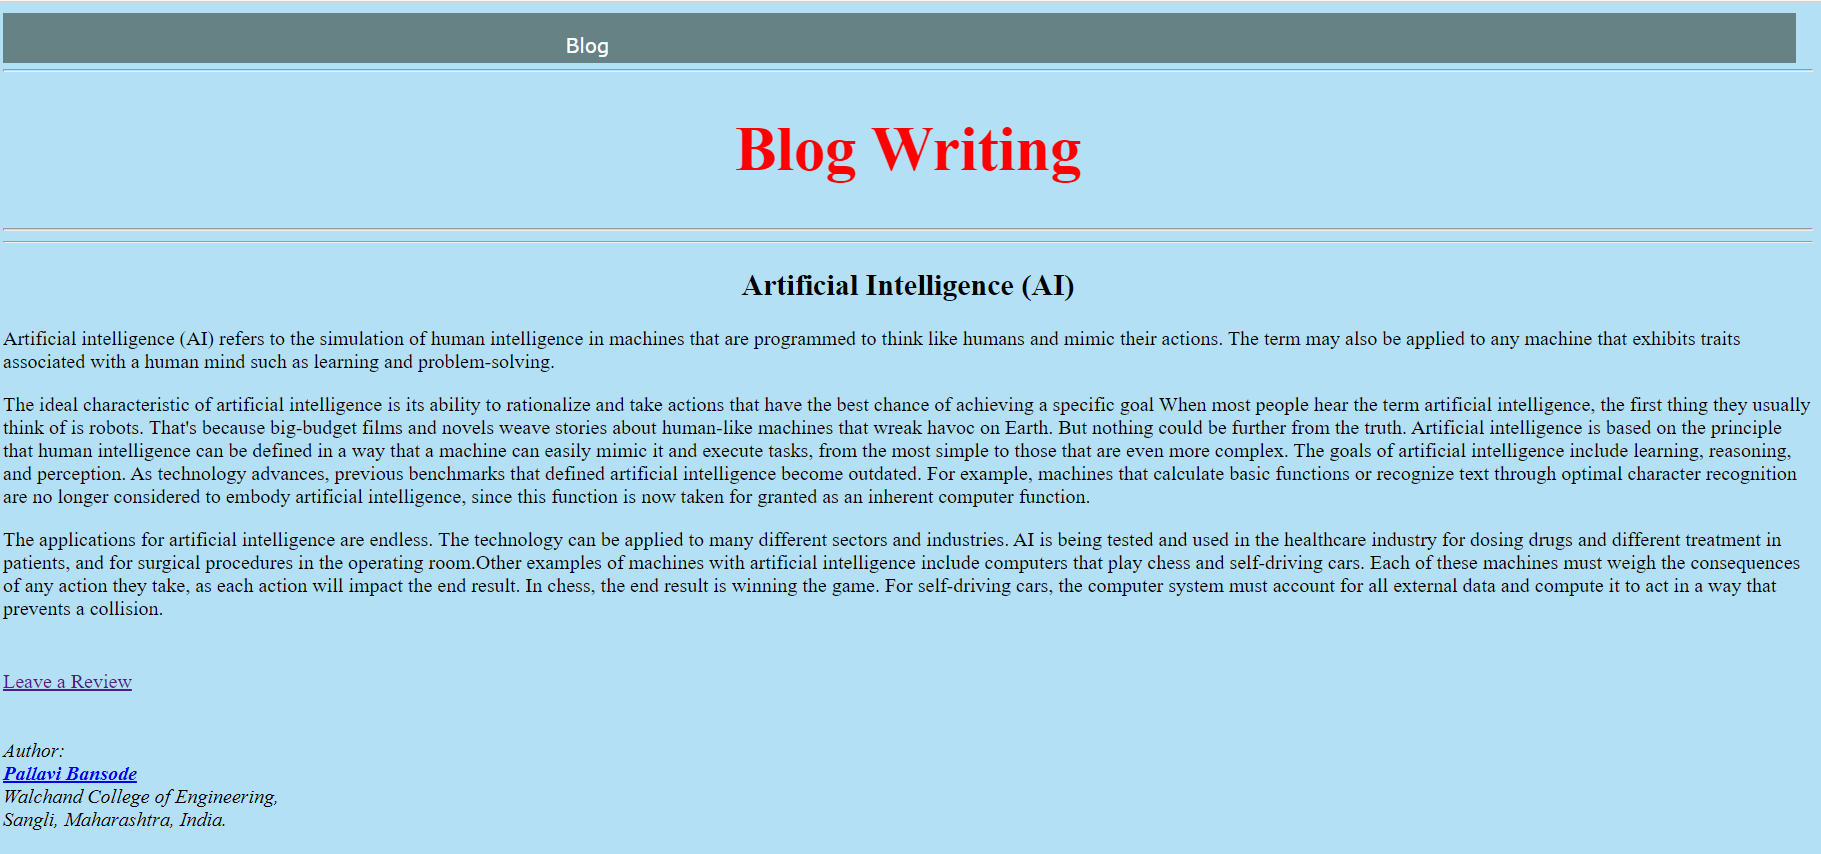 Blog
Blog Writing
Artificial Intelligence (AI)
Artificial intelligence (AI) refers to the simulation of human intelligence in machines that are programmed to think like humans and mimic their actions. The term may also be applied to any machine that exhibits traits
associated with a human mind such as learning and problem-solving.
The ideal characteristic of artificial intelligence is its ability to rationalize and take actions that have the best chance of achieving a specific goal When most people hear the term artificial intelligence, the first thing they usually
think of is robots. That's because big-budget films and novels weave stories about human-like machines that wreak havoc on Earth. But nothing could be further from the truth. Artificial intelligence is based on the principle
that human intelligence can be defined in a way that a machine can easily mimic it and execute tasks, from the most simple to those that are even more complex. The goals of artificial intelligence include learning, reasoning,
and perception. As technology advances, previous benchmarks that defined artificial intelligence become outdated. For example, machines that calculate basic functions or recognize text through optimal character recognition
are no longer considered to embody artificial intelligence, since this function is now taken for granted as an inherent computer function.
The applications for artificial intelligence are endless. The technology can be applied to many different sectors and industries. AI is being tested and used in the healthcare industry for dosing drugs and different treatment in
patients, and for surgical procedures in the operating room.Other examples of machines with artificial intelligence include computers that play chess and self-driving cars. Each of these machines must weigh the consequences
of any action they take, as each action will impact the end result. In chess, the end result is winning the game. For self-driving cars, the computer system must account for all external data and compute it to act in a way that
prevents a collision.
Leave a Review
Author:
Pallavi Bansode
Walchand College of Engineering,
Sangli, Maharashtra, India.